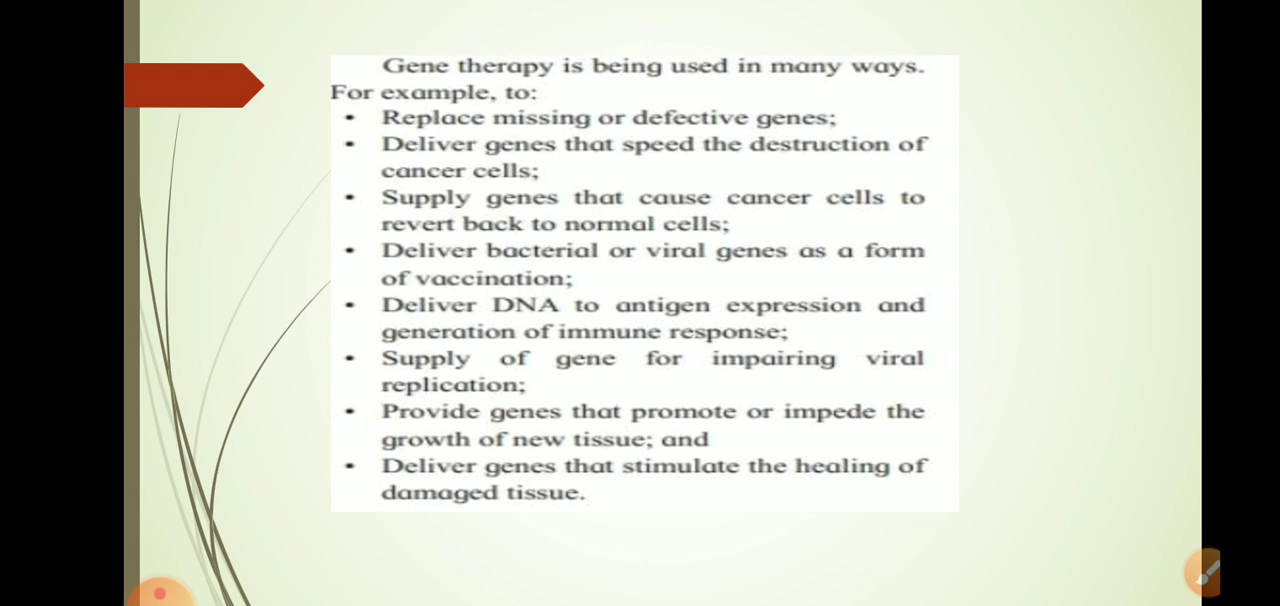 Gene therapy is being used in many ways.
For example, to:
• Replace missing or defective genes;
• Deliver genes that speed the destruction of
cancer cells;
• Supply genes that cause cancer cells to
revert back to normal cells;
• Deliver bacterial or viral genes as a form
of vaccination;
• Deliver DNA to antigen expression and
generation of immune response;
• Supply of gene for impairing viral
replication;
• Provide genes that promote or impede the
growth of new tissue; and
• Deliver genes that stimulate the healing of
damaged tissue.